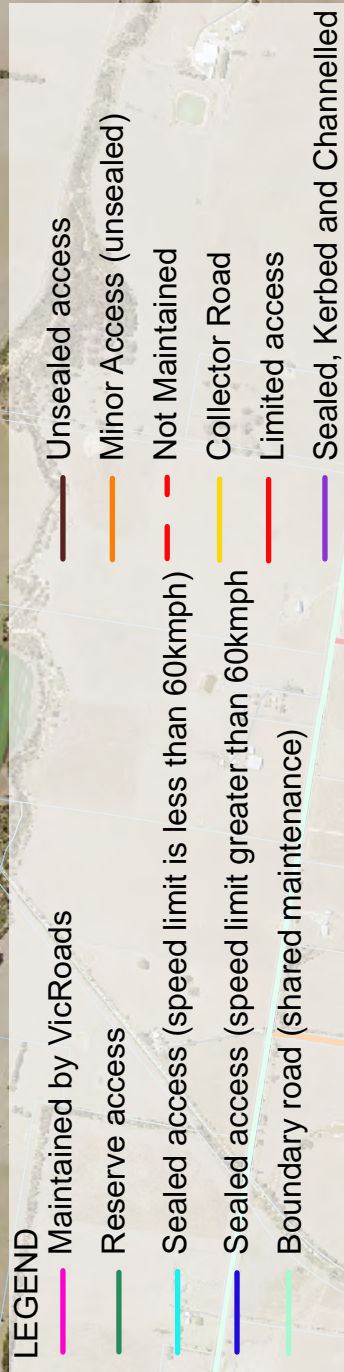 LEGEND
Maintained by VicRoads
Reserve access
Sealed access (speed limit is less than 60kmph)
Sealed access (speed limit greater than 60kmph
Boundary road (shared maintenance)
Unsealed access
Minor Access (unsealed)
Not Maintained
Collector Road
Limited access
Sealed, Kerbed and Channelled